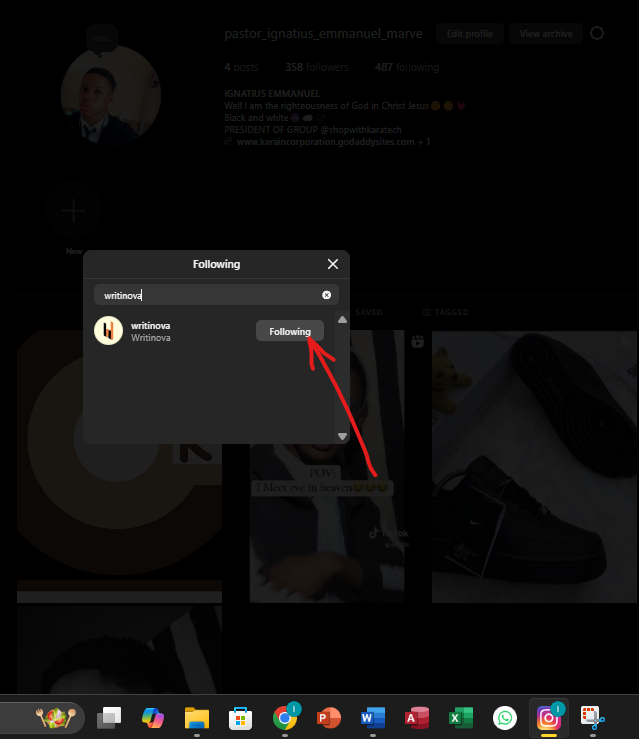 pastor_ignatius_emmanuel_marve
Edit profile
View archive
4 posts
358 followers
487 following
IGNATIUS EMMANUEL
Well I am the righteousness of God in Christ Jesus
Black and white
PRESIDENT OF GROUP @shopwithkaratech
www.karaincorporation.godaddysites.com + 1
New
Following
writinova
SAVED
TAGGED
writinova
Writinova
Following
POV:
I Meet eve in heaven😂😂😂
TikTok